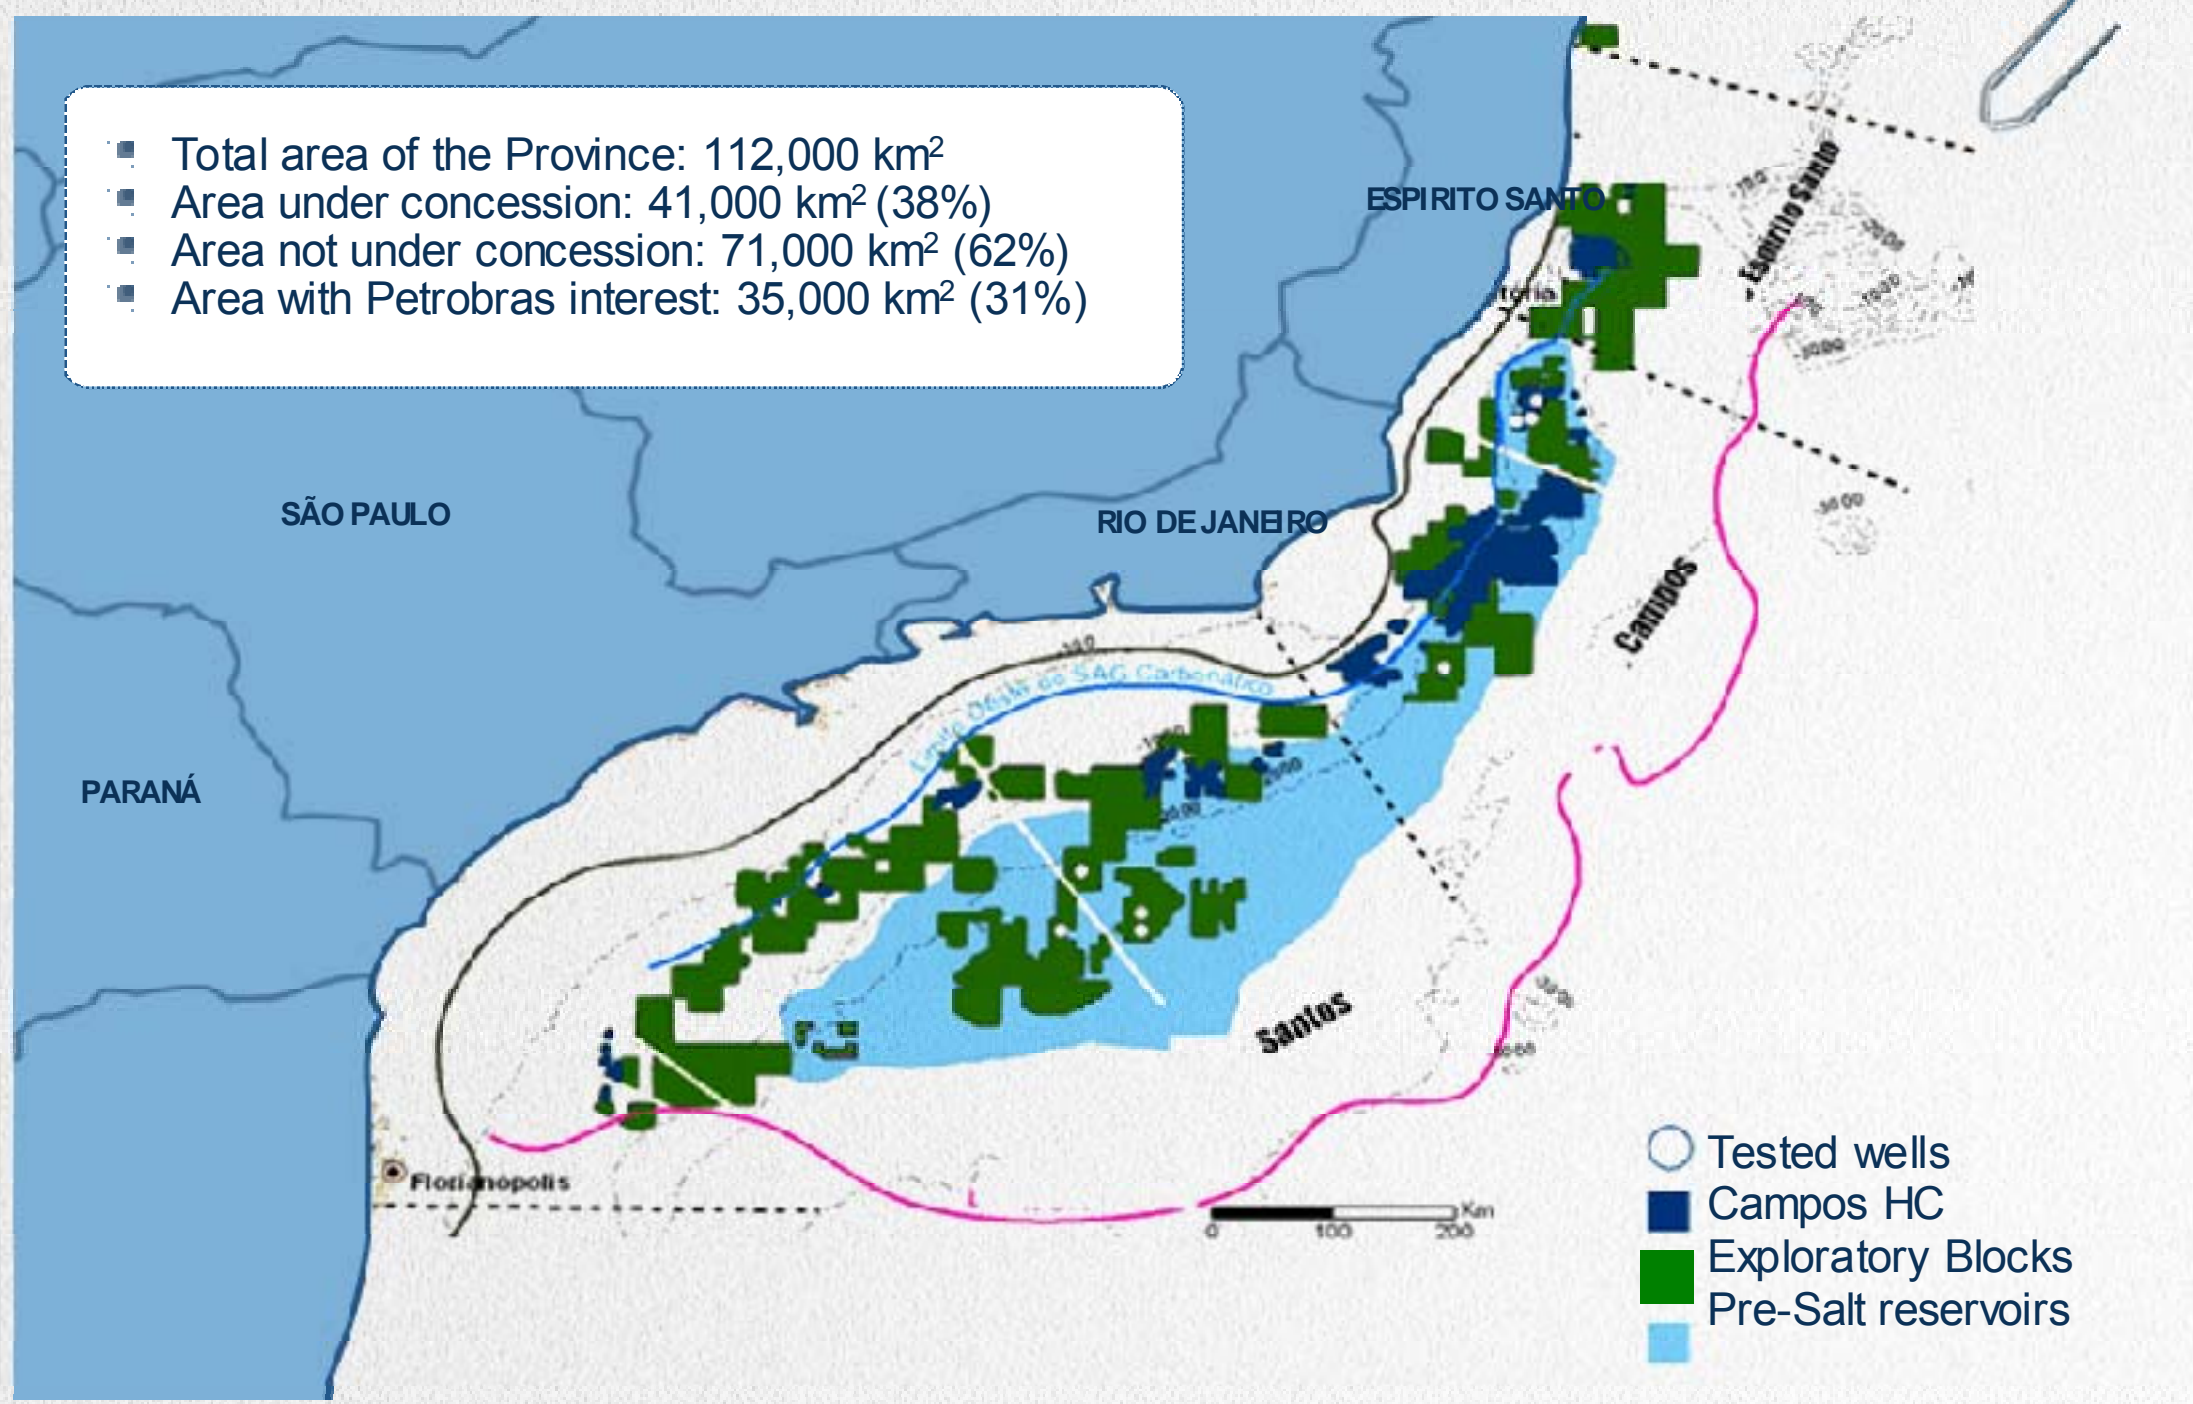 Total area of the Province: 112,000 km²
Area under concession: 41,000 km² (38%)
Area not under concession: 71,000 km² (62%)
Area with Petrobras interest: 35,000 km² (31%)
ESPIRITO SANTO
Espirito Santo
SÃO PAULO
RIO DE JANEIRO
Campos
PARANÁ
Santos
Florianópolis
Km
0 100 200
Tested wells
Campos HC
Exploratory Blocks
Pre-Salt reservoirs